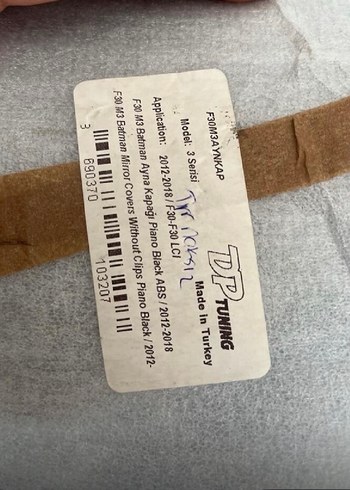 F30M3AYNKAP
DP TUNING
Made In Turkey
Model: 3 Serisi
Application: 2012-2018 / F30-F30 LCI
F30 M3 Batman Ayna Kapağı Piano Black ABS / 2012-2018
F30 M3 Batman Mirror Covers Without Clips Piano Black / 2012-
3 690370 103207